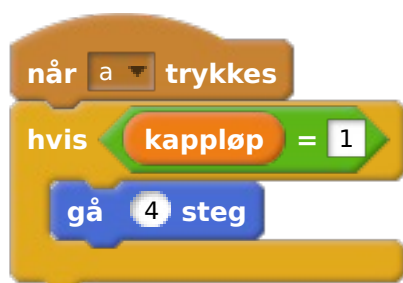 når a trykkes
hvis kappløp = 1
gå 4 steg